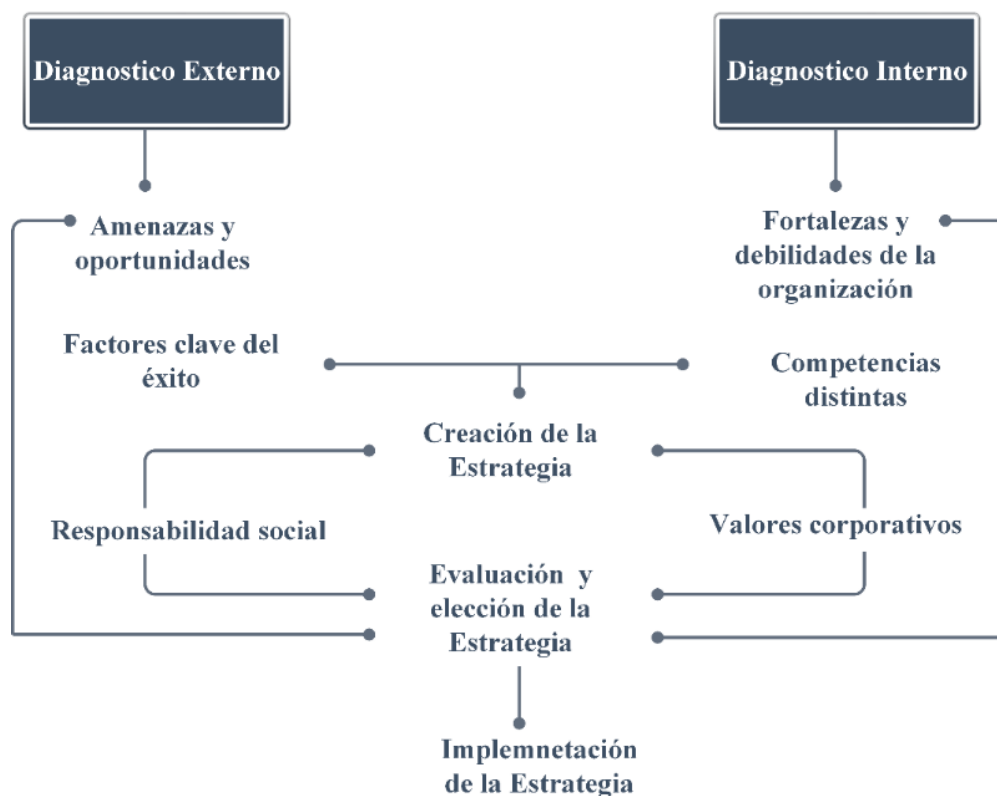 Diagnostico Externo
Diagnostico Interno
Amenazas y
oportunidades
Fortalezas y
debilidades de la
organización
Factores clave del
éxito
Competencias
distintas
Creación de la
Estrategia
Responsabilidad social
Valores corporativos
Evaluación y
elección de la
Estrategia
Implemnetación
de la Estrategia